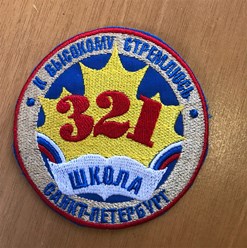 К ВЫСОКОМУ СТРЕМЛЮСЬ
321
ШКОЛА
САНКТ-ПЕТЕРБУРГ